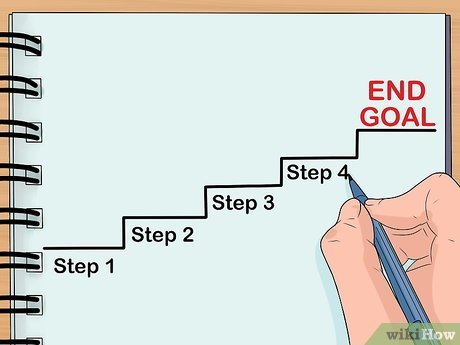 END
GOAL
Step 4
Step 3
Step 2
Step 1
wikiHow